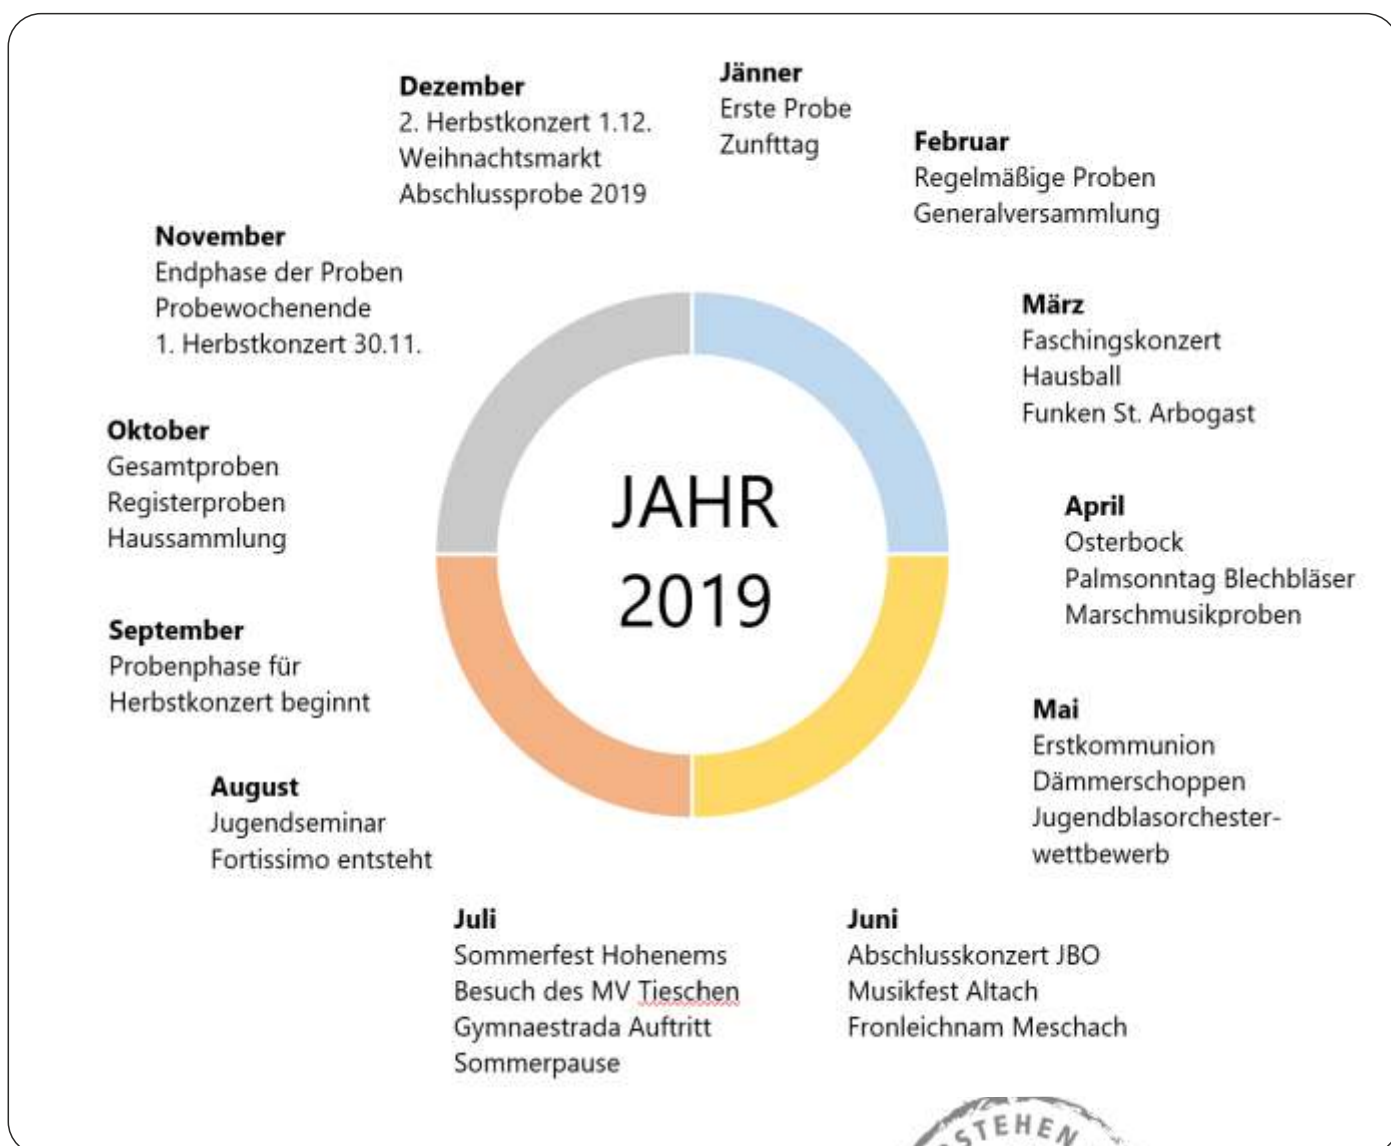 Jänner
Erste Probe
Zunfttag
Februar
Regelmäßige Proben
Generalversammlung
März
Faschingskonzert
Hausball
Funken St. Arbogast
April
Osterbock
Palmsonntag Blechbläser
Marschmusikproben
Mai
Erstkommunion
Dämmerschoppen
Jugendblasorchester-
wettbewerb
Juni
Abschlusskonzert JBO
Musikfest Altach
Fronleichnam Meschach
Juli
Sommerfest Hohenems
Besuch des MV Tieschen
Gymnaestrada Auftritt
Sommerpause
August
Jugendseminar
Fortissimo entsteht
September
Probenphase für
Herbstkonzert beginnt
Oktober
Gesamtproben
Registerproben
Haussammlung
November
Endphase der Proben
Probewochenende
1. Herbstkonzert 30.11.
Dezember
2. Herbstkonzert 1.12.
Weihnachtsmarkt
Abschlussprobe 2019
JAHR
2019